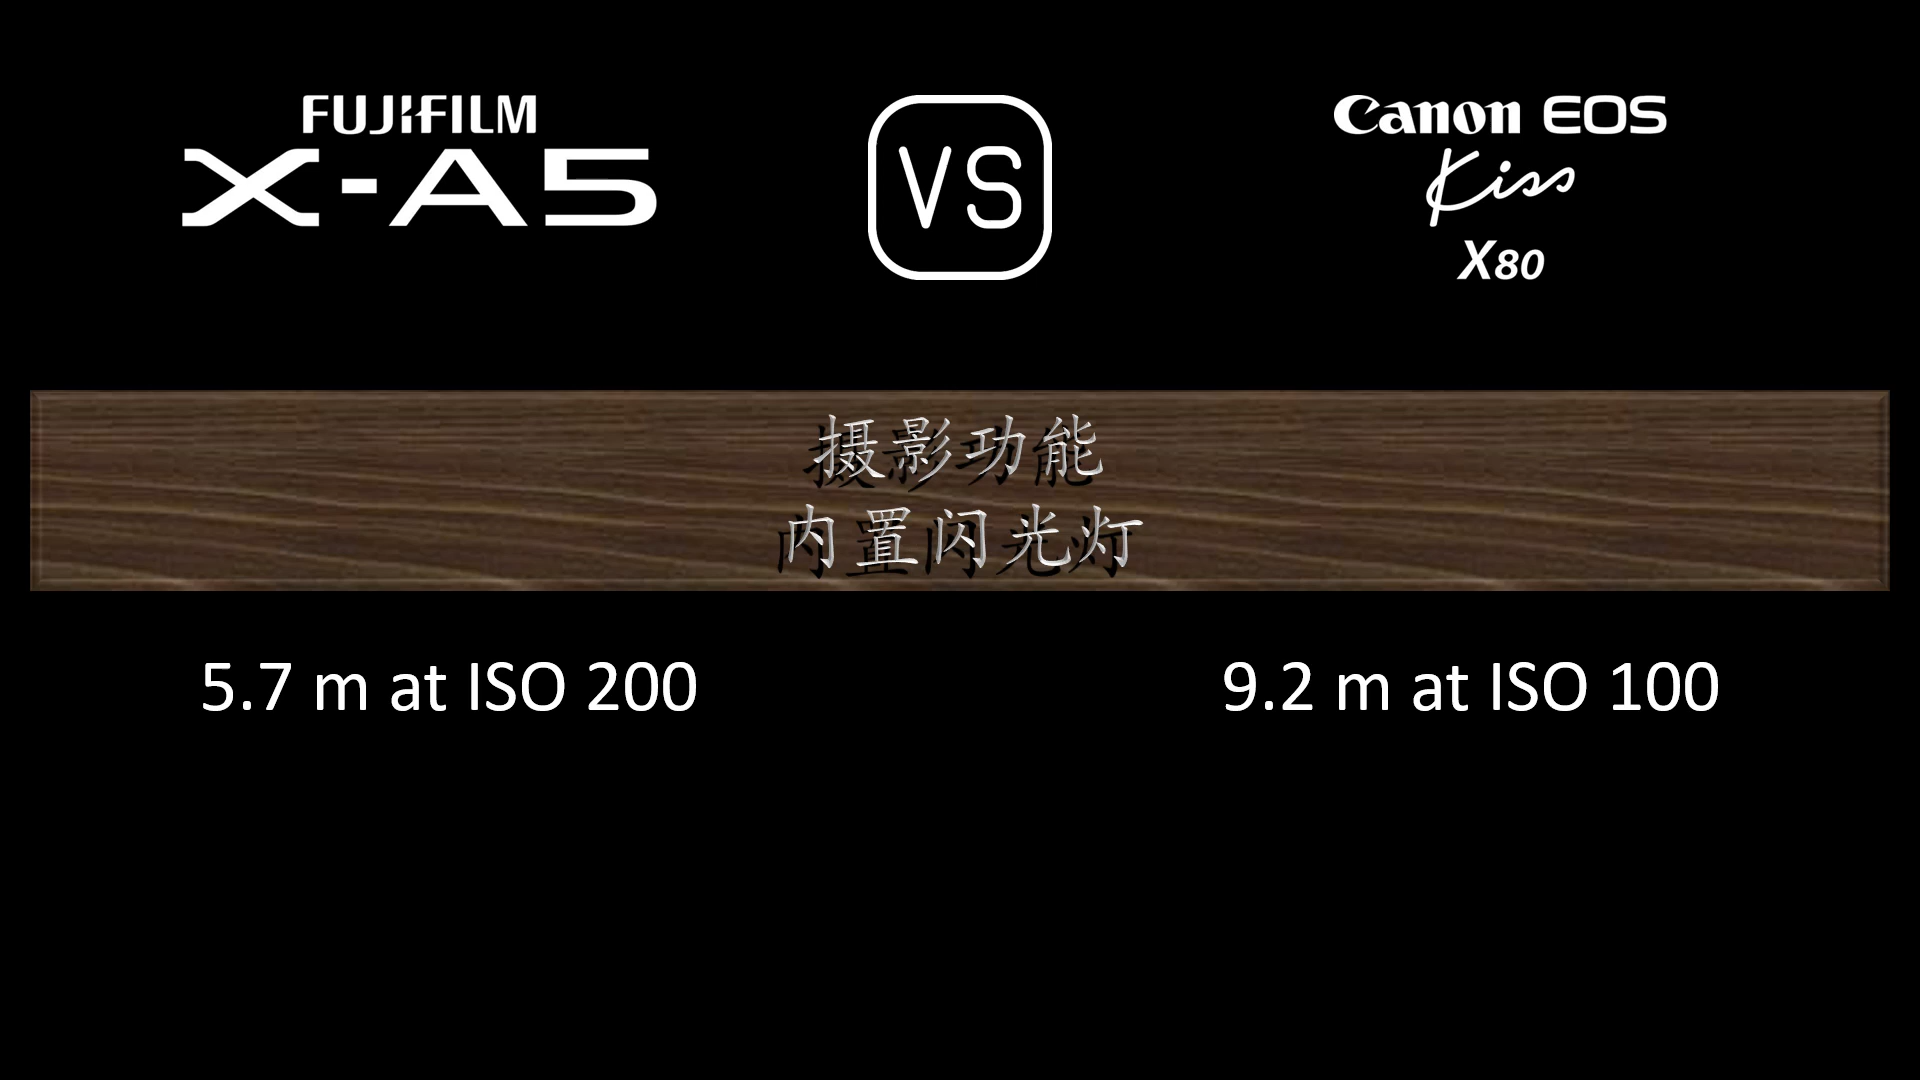 FUJIFILM
X-A5
VS
Canon EOS
Kiss
X80
摄影功能
内置闪光灯
5.7 m at ISO 200
9.2 m at ISO 100